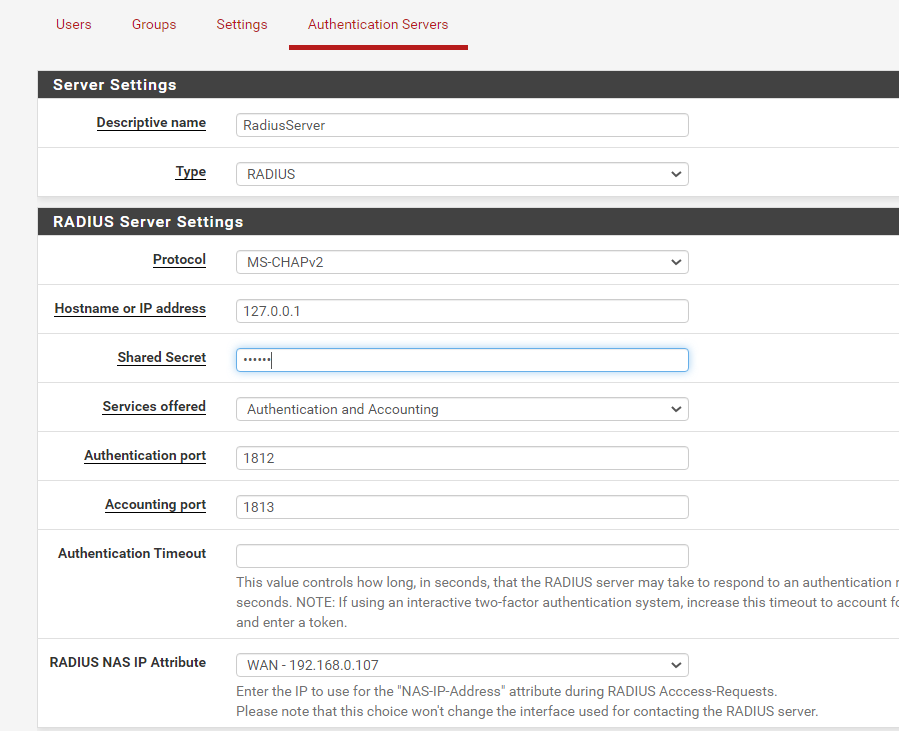 Users Groups Settings Authentication Servers
Server Settings
Descriptive name RadiusServer
Type RADIUS
RADIUS Server Settings
Protocol MS-CHAPv2
Hostname or IP address 127.0.0.1
Shared Secret ••••••
Services offered Authentication and Accounting
Authentication port 1812
Accounting port 1813
Authentication Timeout
This value controls how long, in seconds, that the RADIUS server may take to respond to an authentication
seconds. NOTE: If using an interactive two-factor authentication system, increase this timeout to account
and enter a token.
RADIUS NAS IP Attribute WAN - 192.168.0.107
Enter the IP to use for the "NAS-IP-Address" attribute during RADIUS Acccess-Requests.
Please note that this choice won't change the interface used for contacting the RADIUS server.